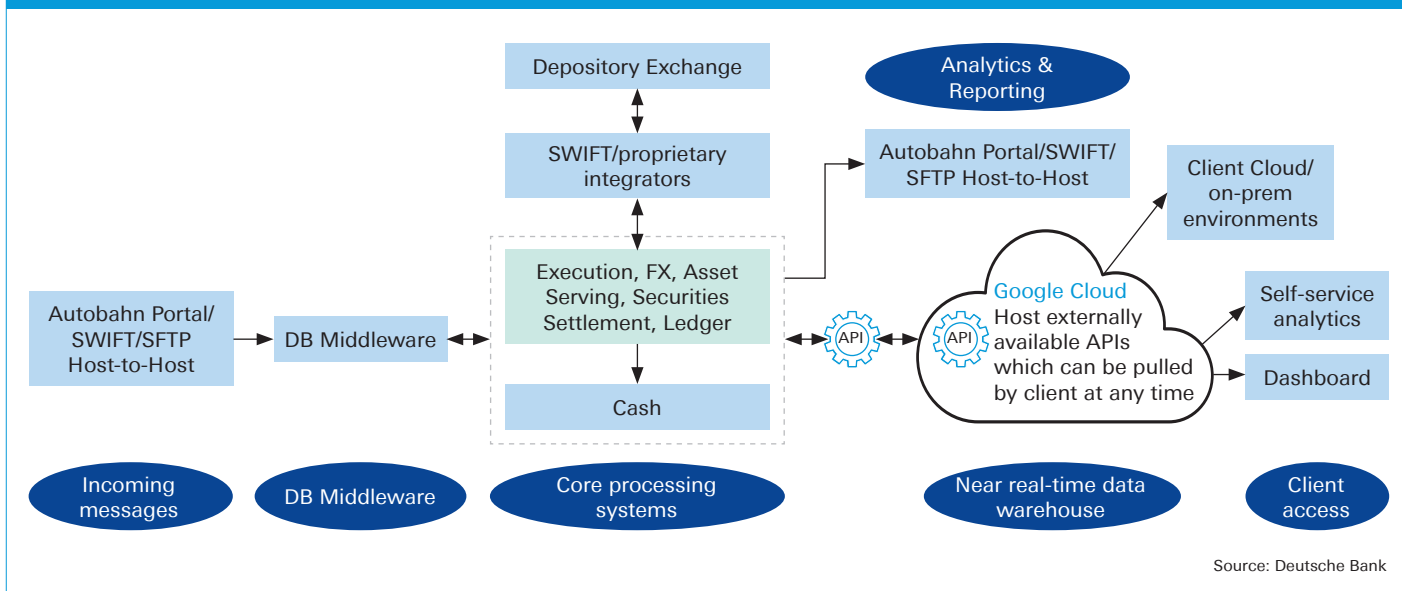 Depository Exchange
Analytics &
Reporting
SWIFT/proprietary
integrators
Autobahn Portal/SWIFT/
SFTP Host-to-Host
Client Cloud/
on-prem
environments
Execution, FX, Asset
Serving, Securities
Settlement, Ledger
Autobahn Portal/
SWIFT/SFTP
Host-to-Host
DB Middleware
Cash
API
API
Google Cloud
Host externally
available APIs
which can be pulled
by client at any time
Self-service
analytics
Dashboard
Incoming
messages
DB Middleware
Core processing
systems
Near real-time data
warehouse
Client
access
Source: Deutsche Bank